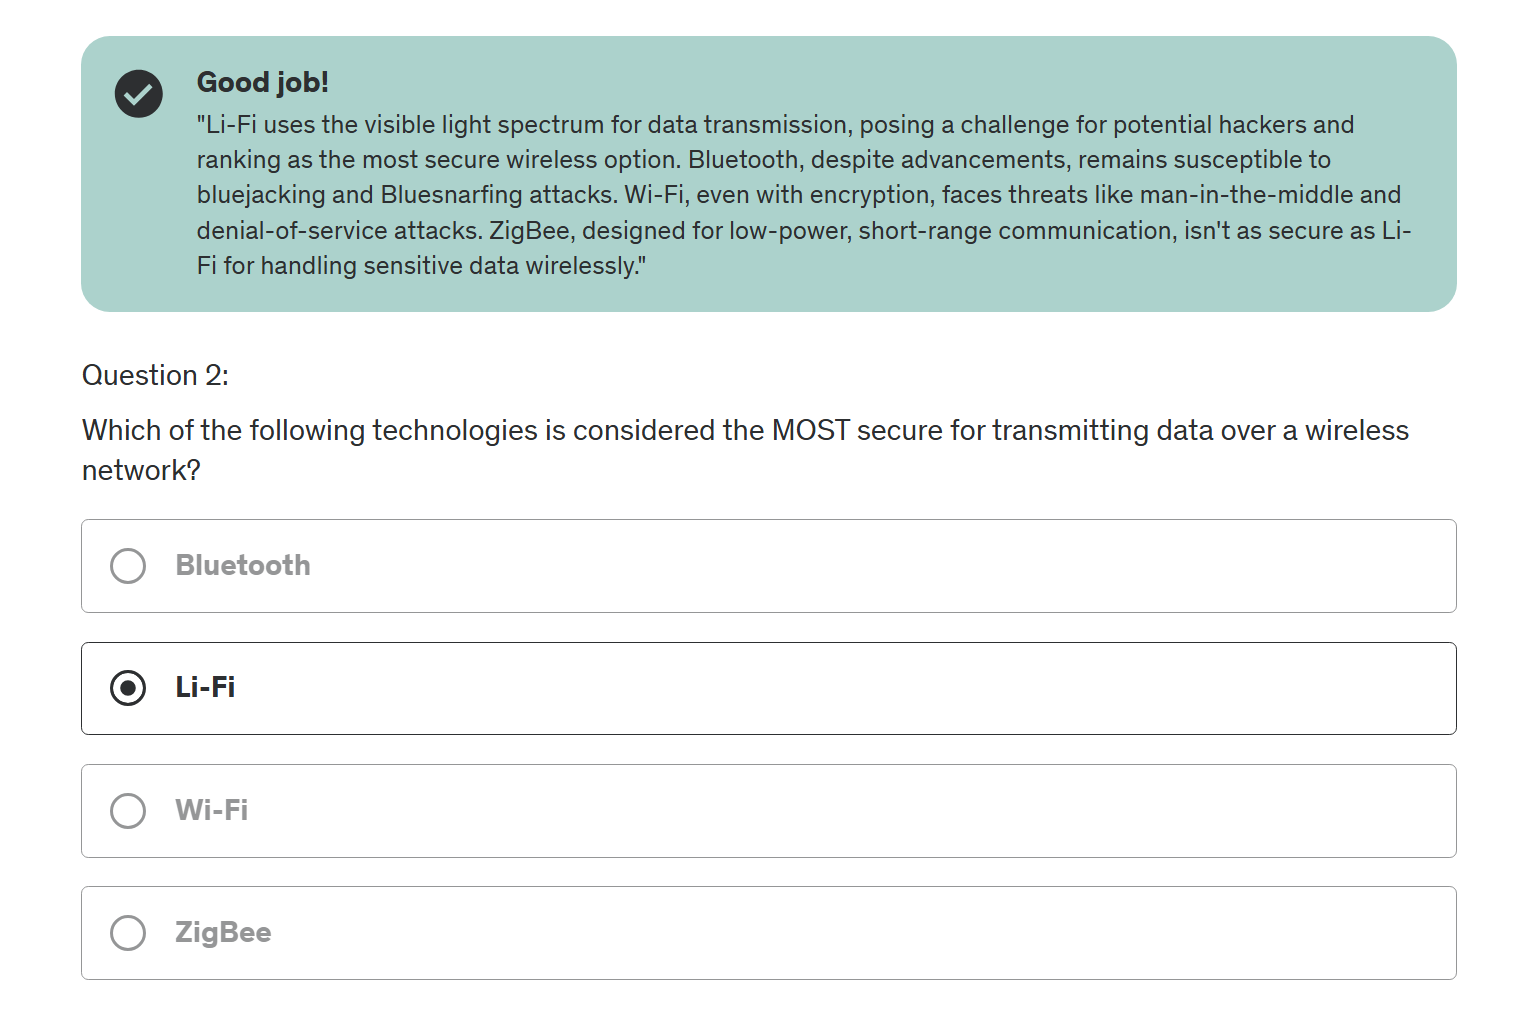 Good job!
"Li-Fi uses the visible light spectrum for data transmission, posing a challenge for potential hackers and
ranking as the most secure wireless option. Bluetooth, despite advancements, remains susceptible to
bluejacking and Bluesnarfing attacks. Wi-Fi, even with encryption, faces threats like man-in-the-middle and
denial-of-service attacks. ZigBee, designed for low-power, short-range communication, isn't as secure as Li-
Fi for handling sensitive data wirelessly."
Question 2:
Which of the following technologies is considered the MOST secure for transmitting data over a wireless
network?
Bluetooth
Li-Fi
Wi-Fi
ZigBee